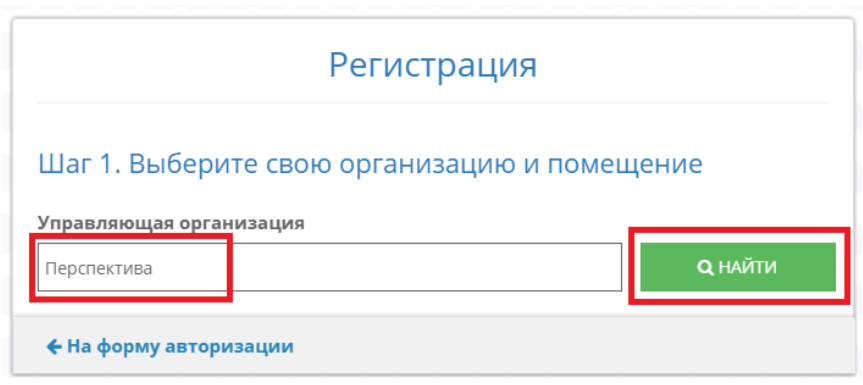 Регистрация
Шаг 1. Выберите свою организацию и помещение
Управляющая организация
Перспектива
НАЙТИ
На форму авторизации